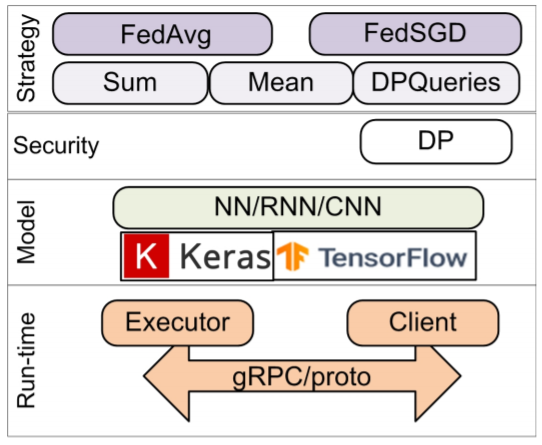 Strategy
FedAvg
FedSGD
Sum
Mean
DPQueries
Security
DP
Model
NN/RNN/CNN
K Keras
TensorFlow
Run-time
Executor
Client
gRPC/proto